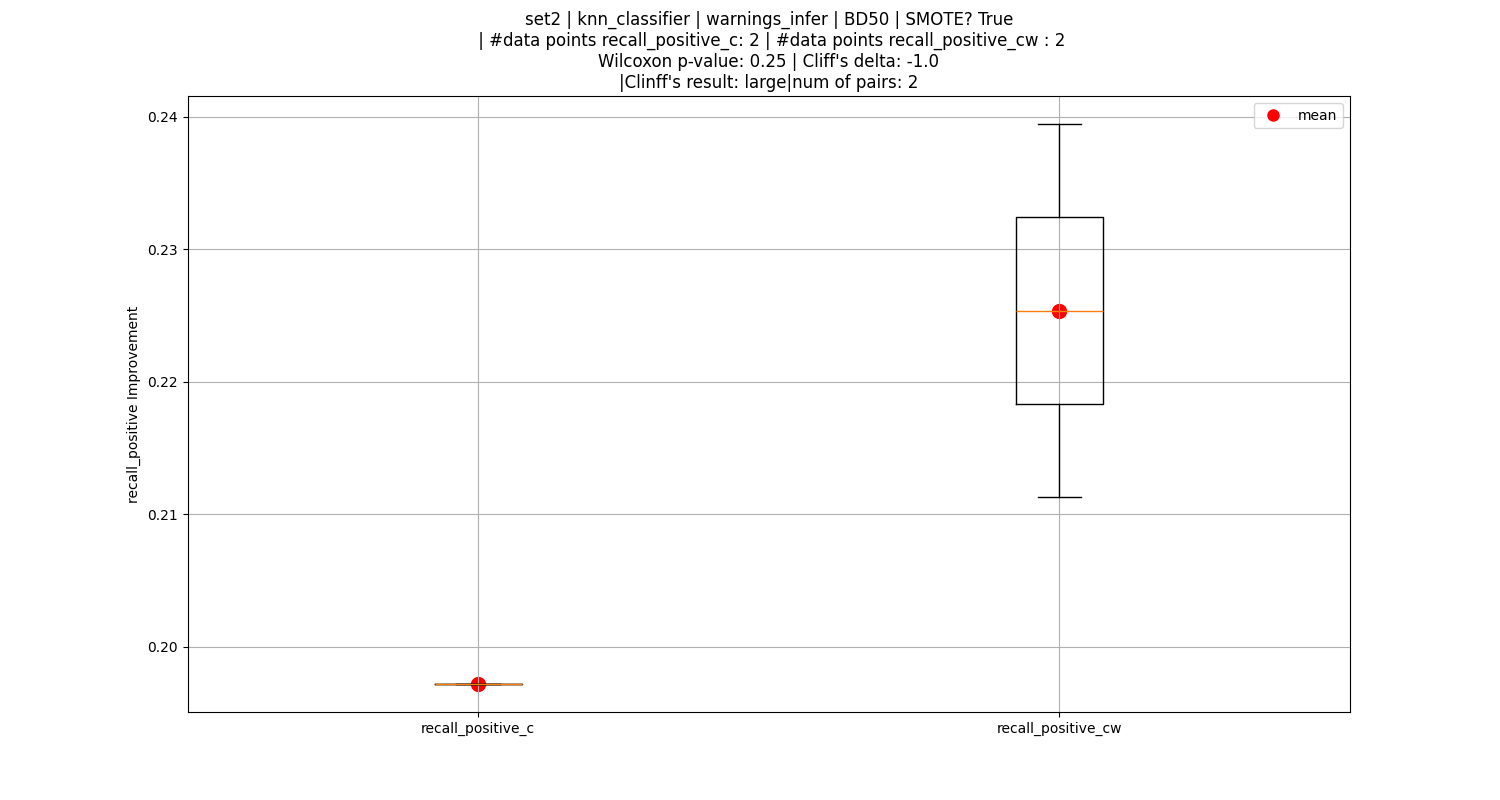 set2 | knn_classifier | warnings_infer | BD50 | SMOTE? True
| #data points recall_positive_c: 2 | #data points recall_positive_cw : 2
Wilcoxon p-value: 0.25 | Cliff's delta: -1.0
|Clinff's result: large|num of pairs: 2
mean
0.24
0.23
0.22
0.21
0.20
recall_positive Improvement
recall_positive_c
recall_positive_cw